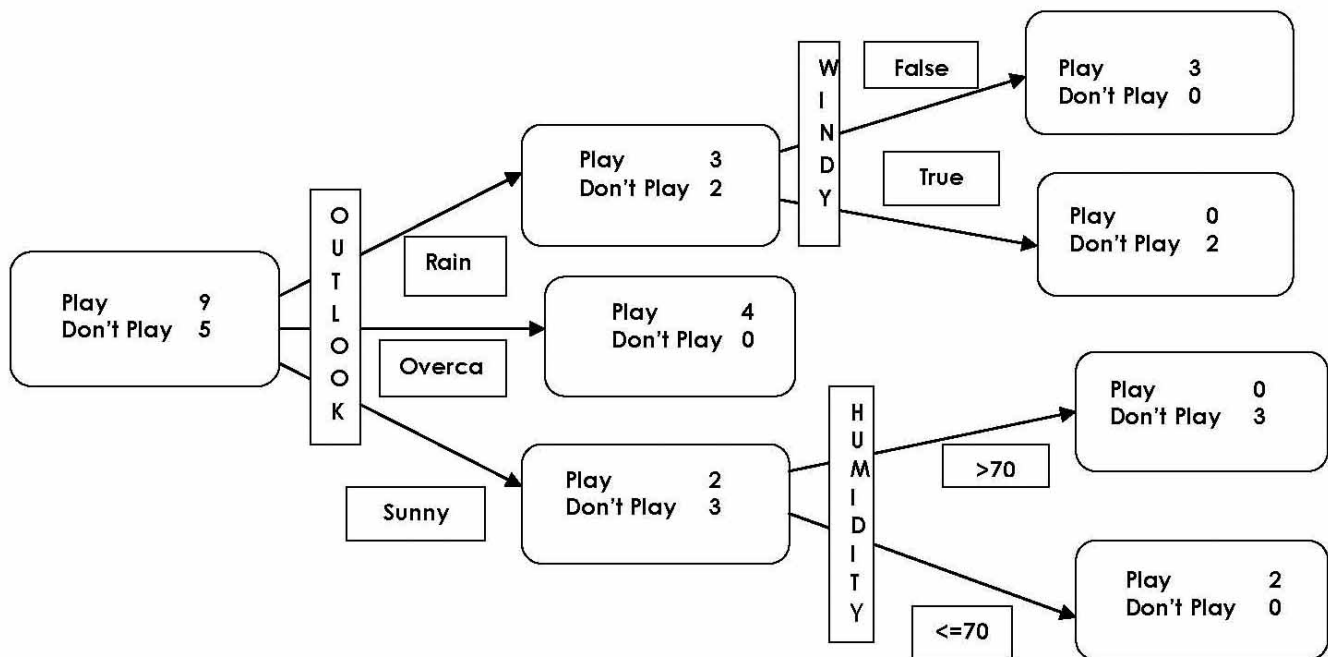 Play 9
Don't Play 5
OUTLOOK
Rain
Overca
Sunny
Play 3
Don't Play 2
Play 4
Don't Play 0
Play 2
Don't Play 3
WINDY
False
True
HUMIDITY
>70
<=70
Play 3
Don't Play 0
Play 0
Don't Play 2
Play 0
Don't Play 3
Play 2
Don't Play 0